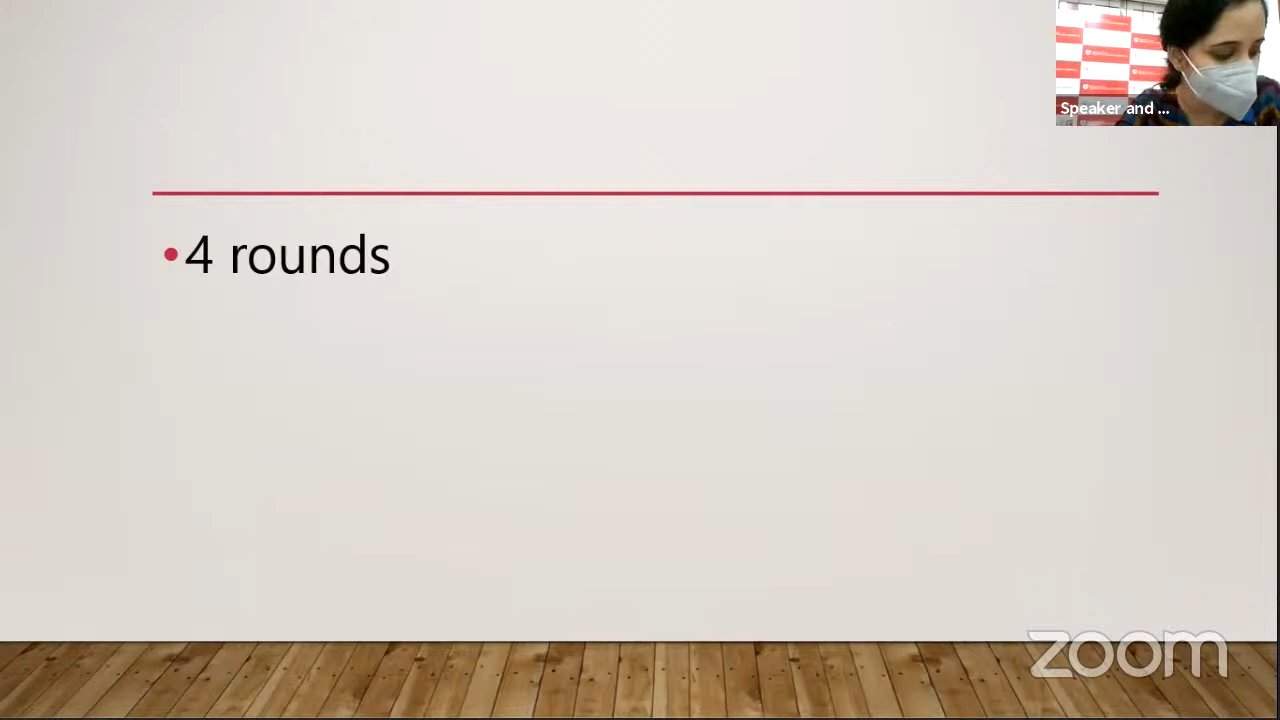 Speaker and ...
•4 rounds
zoom